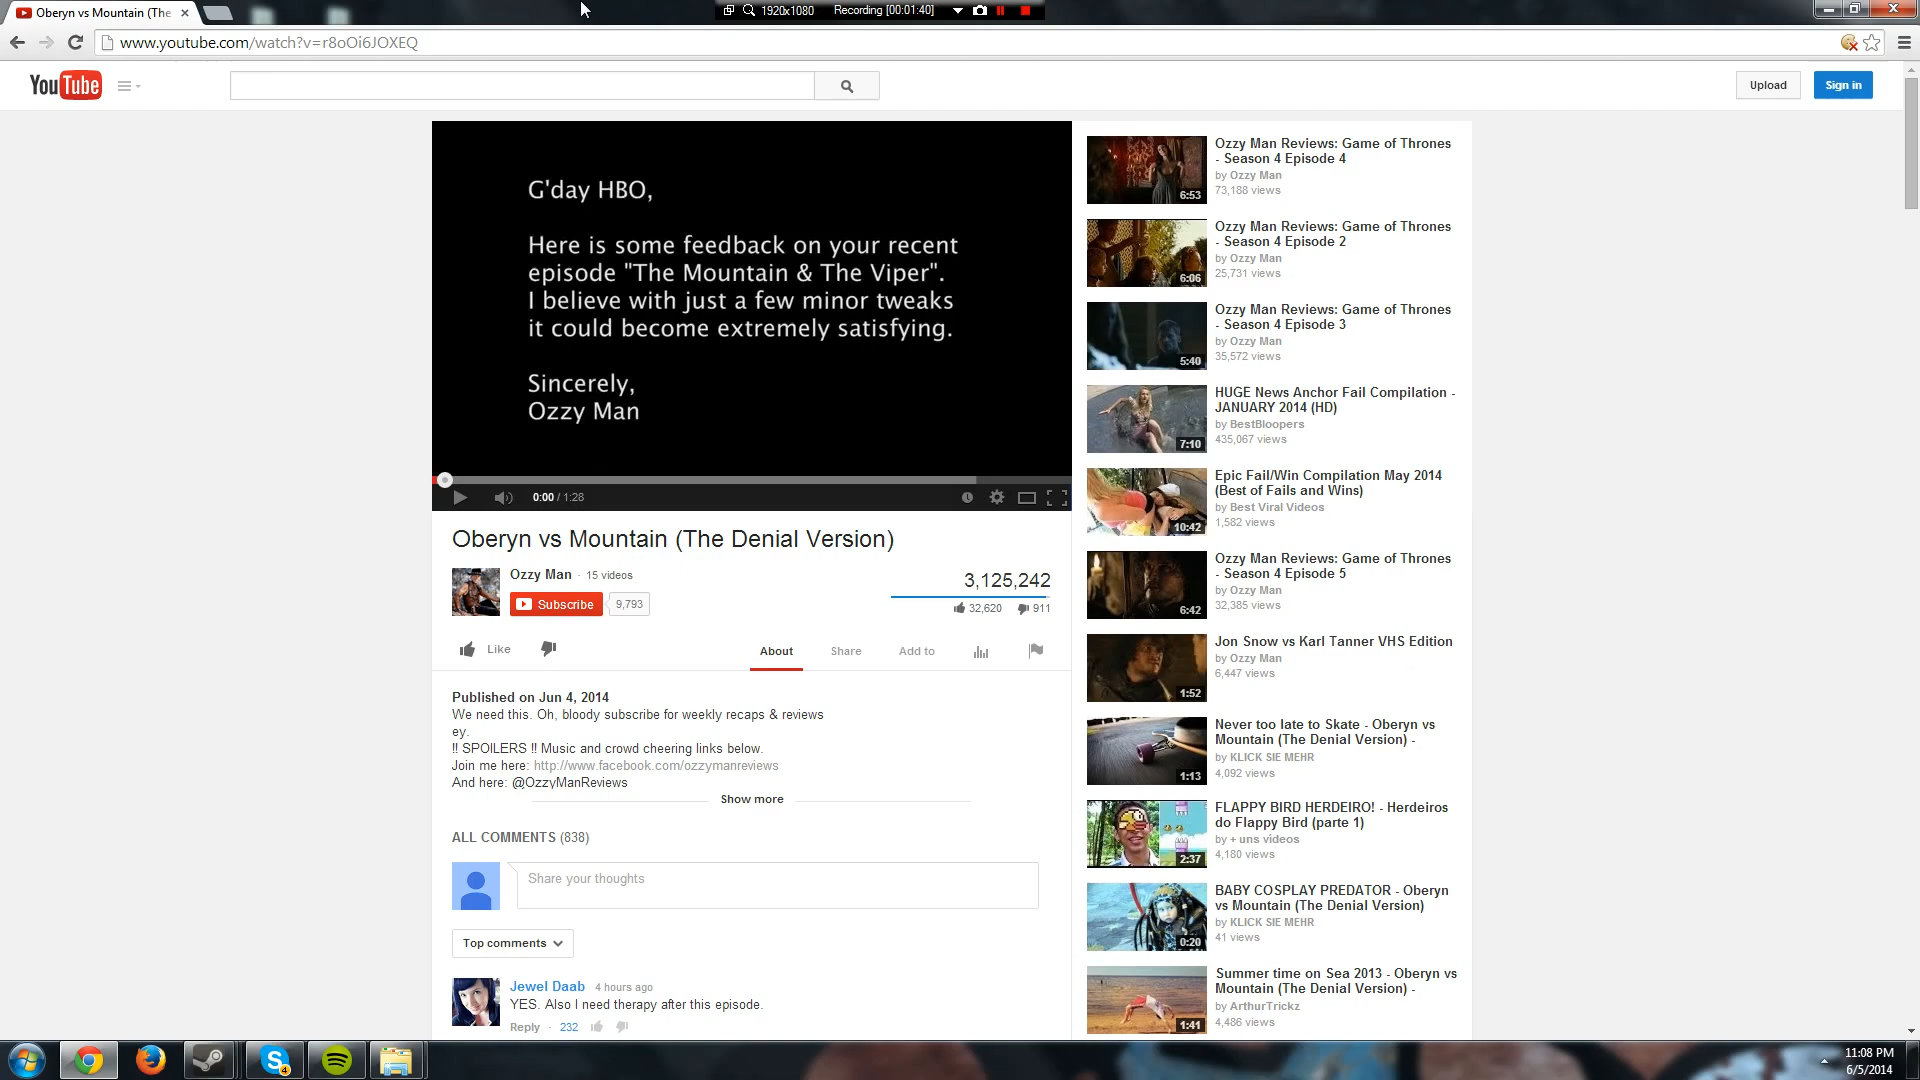 Oberyn vs Mountain (The
1920x1080
Recording [00:01:40]
www.youtube.com/watch?v=r8oOi6JOXEQ
YouTube
Upload
Sign in
G'day HBO,
Here is some feedback on your recent
episode "The Mountain & The Viper".
I believe with just a few minor tweaks
it could become extremely satisfying.
Sincerely,
Ozzy Man
0:00 / 1:28
Oberyn vs Mountain (The Denial Version)
Ozzy Man · 15 videos
Subscribe 9,793
3,125,242
32,620 911
Like
About
Share
Add to
Published on Jun 4, 2014
We need this. Oh, bloody subscribe for weekly recaps & reviews
ey.
!! SPOILERS !! Music and crowd cheering links below.
Join me here: http://www.facebook.com/ozzymanreviews
And here: @OzzyManReviews
Show more
ALL COMMENTS (838)
Share your thoughts
Top comments
Jewel Daab 4 hours ago
YES. Also I need therapy after this episode.
Reply · 232
6:53
Ozzy Man Reviews: Game of Thrones
- Season 4 Episode 4
by Ozzy Man
73,188 views
6:06
Ozzy Man Reviews: Game of Thrones
- Season 4 Episode 2
by Ozzy Man
25,731 views
5:40
Ozzy Man Reviews: Game of Thrones
- Season 4 Episode 3
by Ozzy Man
35,572 views
7:10
HUGE News Anchor Fail Compilation -
JANUARY 2014 (HD)
by BestBloopers
435,067 views
10:42
Epic Fail/Win Compilation May 2014
(Best of Fails and Wins)
by Best Viral Videos
1,582 views
6:42
Ozzy Man Reviews: Game of Thrones
- Season 4 Episode 5
by Ozzy Man
32,385 views
1:52
Jon Snow vs Karl Tanner VHS Edition
by Ozzy Man
6,447 views
1:13
Never too late to Skate - Oberyn vs
Mountain (The Denial Version) -
by KLICK SIE MEHR
4,092 views
2:37
FLAPPY BIRD HERDEIRO! - Herdeiros
do Flappy Bird (parte 1)
by + uns videos
4,180 views
0:20
BABY COSPLAY PREDATOR - Oberyn
vs Mountain (The Denial Version)
by KLICK SIE MEHR
41 views
1:41
Summer time on Sea 2013 - Oberyn vs
Mountain (The Denial Version) -
by ArthurTrickz
4,486 views
4
11:08 PM
6/5/2014